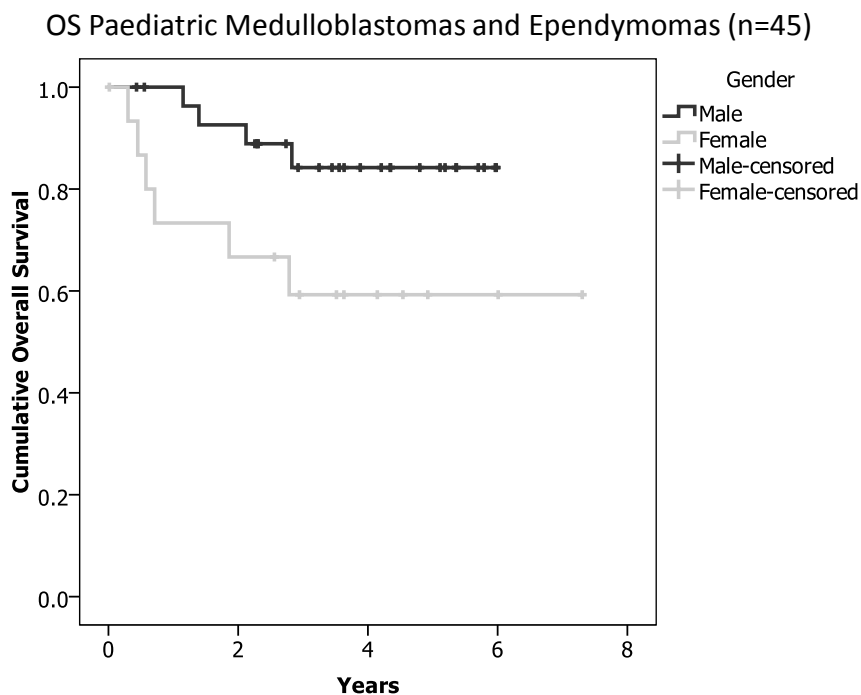 OS Paediatric Medulloblastomas and Ependymomas (n=45)
Gender
Male
Female
Male-censored
Female-censored
Cumulative Overall Survival
1.0
0.8
0.6
0.4
0.2
0.0
0 2 4 6 8
Years